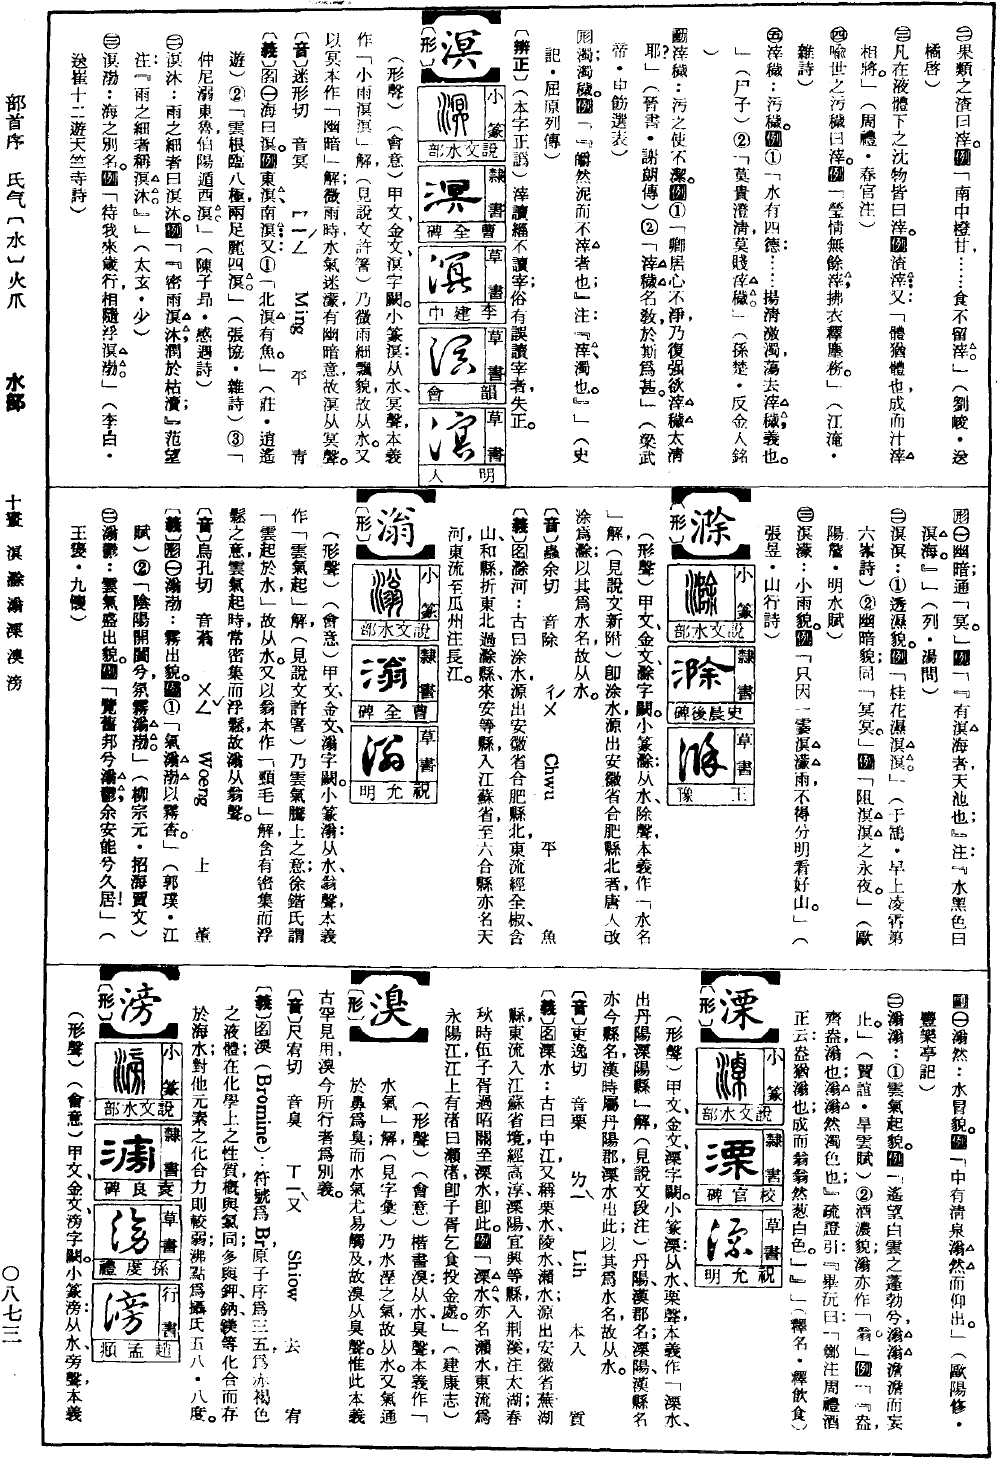 ㊀果類之渣曰滓。例「南中橙甘……食不留滓。」（劉峻·送
橘啓）
㊂凡在液體下之沈物皆曰滓。例渣滓；又：「體猶體也，成而汁滓
相將。」（周禮·春官注）
㊃喻世之污穢曰滓。例「瑩情無餘滓，拂衣釋塵務。」（江淹·
雜詩）
㊄滓穢：污穢。例①「水有四德……揚清激濁，蕩去滓穢，義也。
」（尸子）②「莫貴澄清，莫賤滓穢。」（孫楚·反金人銘
）
動滓穢：污之使不潔。例①「卿居心不淨，乃復强欲滓穢太清
耶？」（晉書·謝朗傳）②「滓穢名教，於斯爲甚。」（梁武
帝·申飭選表）
形濁；濁穢。例「『皭然泥而不滓者也；』注：『滓，濁也。』」（史
記·屈原列傳）
〔辨正〕（本字正譌）滓讀緇不讀宰；俗有誤讀宰者，失正。
溟
〔形〕
小篆
說文水部
隸書
曹全碑
草書
李建中
草書
韻會
草書
明人
（形聲）（會意）甲文、金文、溟字闕。小篆溟：从水、冥聲，本義
作「小雨溟溟」解（見說文許箸）乃微雨細飄貌，故从水。又
以冥本作「幽暗」解；微雨時水氣迷濛，有幽暗意，故溟从冥聲。
〔音〕迷形切 音冥 ㄇㄧㄥˊ Ming 平 青
〔義〕名㊀海曰溟。例東溟；南溟；又：①「北溟有魚。」（莊·逍遙
遊）②「雲根臨八極，雨足麗四溟。」（張協·雜詩）③「
仲尼溺東魯，伯陽遁西溟。」（陳子昻·感遇詩）
㊁溟沐：雨之細者曰溟沐。例「『密雨溟沐，潤於枯瀆；』范望
注：『雨之細者稱溟沐。』」（太玄·少）
㊂溟渤：海之別名。例「待我來歲行，相隨浮溟渤。」（李白·
送崔十二遊天竺寺詩）
形㊀幽暗；通「冥」。例「『有溟海者，天池也；』注：『水黑色曰
溟海。』」（列·湯問）
㊁溟溟：①透濕貌。例「桂花濕溟溟。」（于鵠·早上凌霄第
六峯詩）②幽暗貌；同「冥冥。」例「阻溟溟之永夜。」（歐
陽詹·明水賦）
㊂溟濛：小雨貌。例「只因一霎溟濛雨，不得分明看好山。」（
張昱·山行詩）
滁
〔形〕
小篆
說文水部
隸書
史晨後碑
草書
王豫
（形聲）甲文、金文、滁字闕。小篆滁：从水、除聲，本義作「水名
」解（見說文新附）卽涂水，源出安徽省合肥縣北者，唐人改
涂爲滁；以其爲水名，故从水。
〔音〕蟲余切 音除 ㄔㄨˊ Chwu 平 魚
〔義〕名滁河：古曰涂水，源出安徽省合肥縣北，東流經全椒、含
山、和縣，折東北過滁縣、來安等縣，入江蘇省，至六合縣亦名天
河，東流至瓜州注長江。
滃
〔形〕
小篆
說文水部
隸書
曹全碑
草書
祝允明
（形聲）（會意）甲文、金文、滃字闕。小篆滃：从水、翁聲，本義
作「雲氣起」解（見說文許箸）乃雲氣騰上之意；徐鍇氏謂
「雲起於水」故从水。又以翁本作「頸毛」解，含有密集而浮
鬆之意，雲氣起時常密集而浮鬆，故滃从翁聲。
〔音〕烏孔切 音蓊 ㄨㄥˇ Woeng 上 董
〔義〕動㊀滃渤：霧出貌。例①「氣滃渤以霧杳。」（郭璞·江
賦）②「陰陽開闔兮，氛霧滃渤。」（柳宗元·招海賈文）
㊁滃鬱：雲氣盛出貌。例「覽舊邦兮滃鬱，余安能兮久居！」（
王褒·九懷）
副㊀滃然：水冒貌。例「中有清泉，滃然而仰出。」（歐陽修·
豐樂亭記）
㊁滃滃：①雲氣起貌。例「遙望白雲之蓬勃兮，滃滃澹澹而妄
止。」（賈誼·旱雲賦）②酒濃貌；滃亦作「翁。」例「『盎
齊，盎滃也，滃滃然濁色也；』疏證引：『畢沅曰：「鄭注周禮酒
正云：盎猶滃也，成而翁翁然葱白色。」』」（釋名·釋飲食）
溧
〔形〕
小篆
說文水部
隸書
校官碑
草書
祝允明
（形聲）甲文、金文、溧字闕。小篆溧：从水、栗聲，本義作「溧水，
出丹陽溧陽縣」解（見說文段注）丹陽，漢郡名；溧陽，漢縣名
亦今縣名，漢時屬丹陽郡，溧水出此；以其爲水名，故从水。
〔音〕吏逸切 音栗 ㄌㄧˋ Lih 本入 質
〔義〕名溧水：古曰中江，又稱栗水、陵水、瀨水；源出安徽省蕪湖
縣，東流入江蘇省境，經高淳、溧陽、宜興等縣，入荆溪，注太湖；春
秋時伍子胥過昭關至溧水卽此。例「溧水亦名瀨水，東流爲
永陽江，江上有渚曰瀨渚，卽子胥乞食投金處。」（建康志）
溴
〔形〕
（形聲）（會意）楷書溴：从水、臭聲，本義作「
水氣」解（見字彙）乃水溼之氣，故从水。又氣通
於鼻爲臭，而水氣尤易觸及，故溴从臭聲。惟此本義
古罕見用，溴今所行者爲別義。
〔音〕尺宥切 音臭 ㄒㄧㄡˋ Shiow 去 宥
〔義〕名溴（Bromine）：符號爲Br，原子序爲三五，爲赤褐色
之液體；在化學上之性質概與氯同；多與鉀、鈉、鎂等化合而存
於海水；對他元素之化合力則較弱；沸點爲攝氏五八·八度。
滂
〔形〕
小篆
說文水部
隸書
袁良碑
草書
孫度禮
行書
趙孟頫
（形聲）（會意）甲文、金文、滂字闕。小篆滂：从水、旁聲，本義
部首序 氏气〔水〕火爪 水部 十畫 溟滁滃溧溴滂 〇八七三